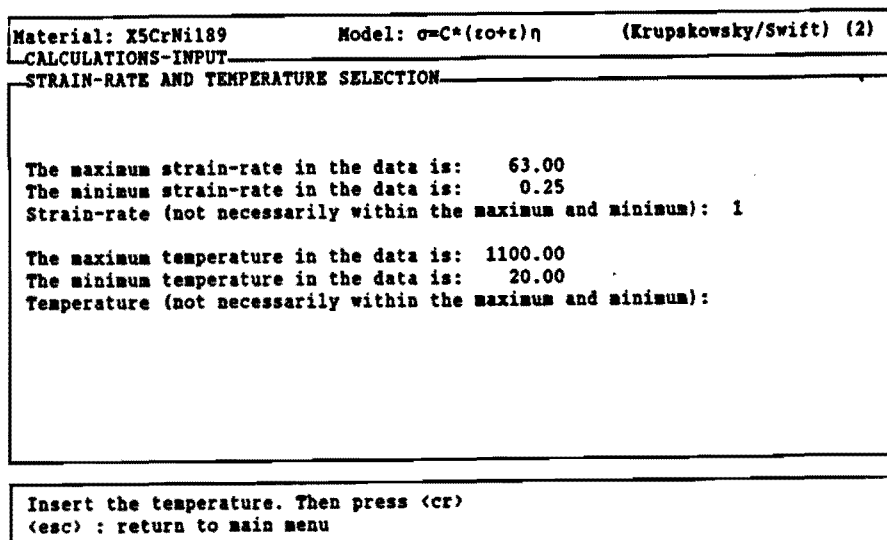 Material: X5CrNi189 Model: σ=C*(εo+ε)η (Krupskowsky/Swift) (2)
CALCULATIONS-INPUT
STRAIN-RATE AND TEMPERATURE SELECTION
The maximum strain-rate in the data is: 63.00
The minimum strain-rate in the data is: 0.25
Strain-rate (not necessarily within the maximum and minimum): 1
The maximum temperature in the data is: 1100.00
The minimum temperature in the data is: 20.00
Temperature (not necessarily within the maximum and minimum):
Insert the temperature. Then press <cr>
<esc> : return to main menu